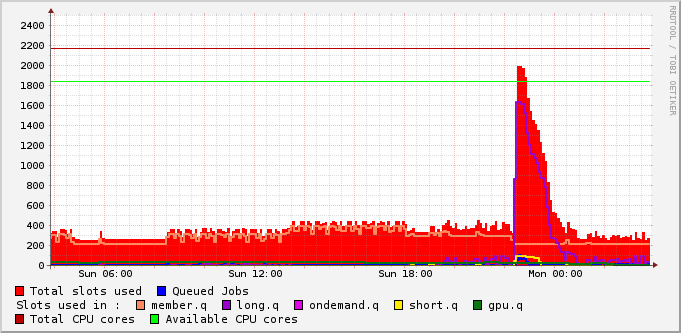 RRDTOOL / TOBI OETIKER
2400
2200
2000
1800
1600
1400
1200
1000
800
600
400
200
0
Sun 06:00 Sun 12:00 Sun 18:00 Mon 00:00
Total slots used Queued Jobs
Slots used in : member.q long.q ondemand.q short.q gpu.q
Total CPU cores Available CPU cores